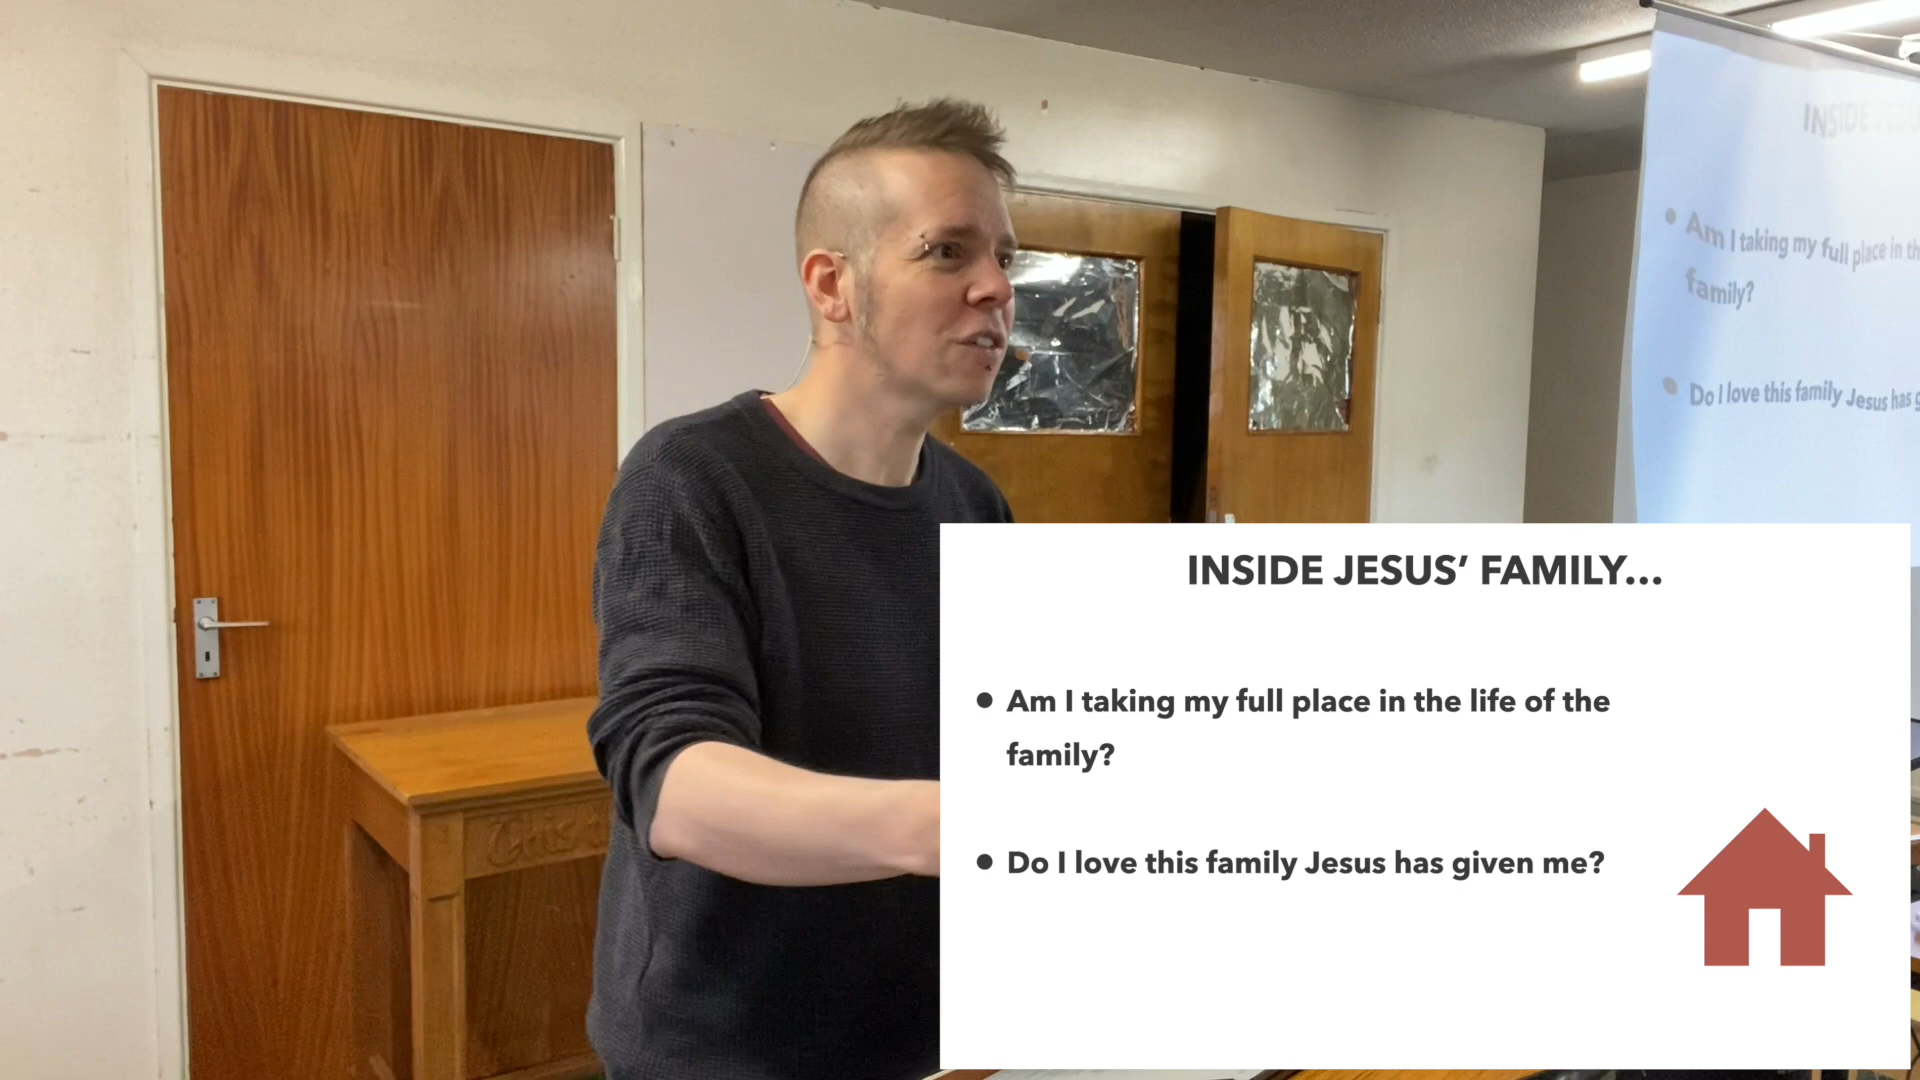 INSIDE
Am I taking my full place in
family?
Do I love this family Jesus has
INSIDE JESUS’ FAMILY...
• Am I taking my full place in the life of the
family?
• Do I love this family Jesus has given me?